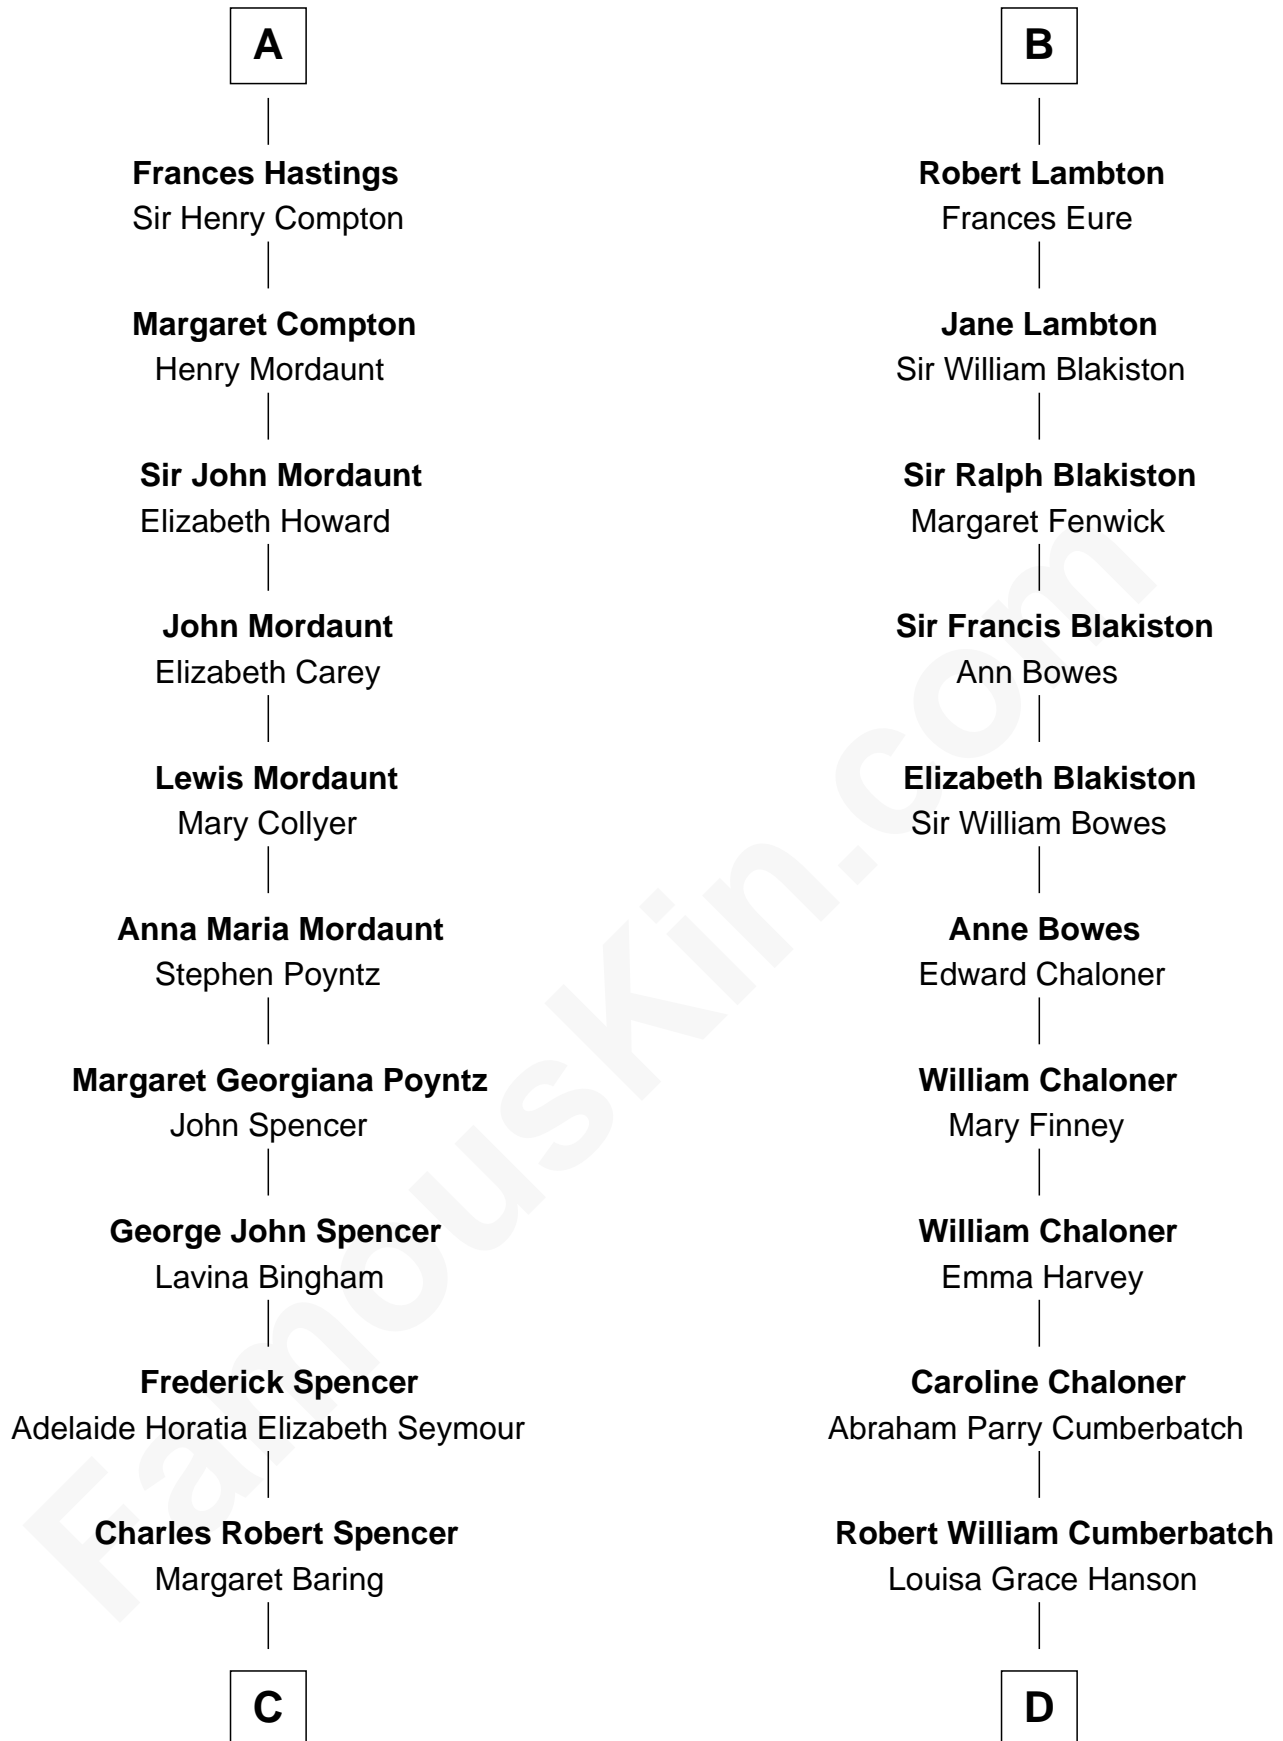 A
Frances Hastings
Sir Henry Compton
Margaret Compton
Henry Mordaunt
Sir John Mordaunt
Elizabeth Howard
John Mordaunt
Elizabeth Carey
Lewis Mordaunt
Mary Collyer
Anna Maria Mordaunt
Stephen Poyntz
Margaret Georgiana Poyntz
John Spencer
George John Spencer
Lavina Bingham
Frederick Spencer
Adelaide Horatia Elizabeth Seymour
Charles Robert Spencer
Margaret Baring
C
B
Robert Lambton
Frances Eure
Jane Lambton
Sir William Blakiston
Sir Ralph Blakiston
Margaret Fenwick
Sir Francis Blakiston
Ann Bowes
Elizabeth Blakiston
Sir William Bowes
Anne Bowes
Edward Chaloner
William Chaloner
Mary Finney
William Chaloner
Emma Harvey
Caroline Chaloner
Abraham Parry Cumberbatch
Robert William Cumberbatch
Louisa Grace Hanson
D
FamousKin.com